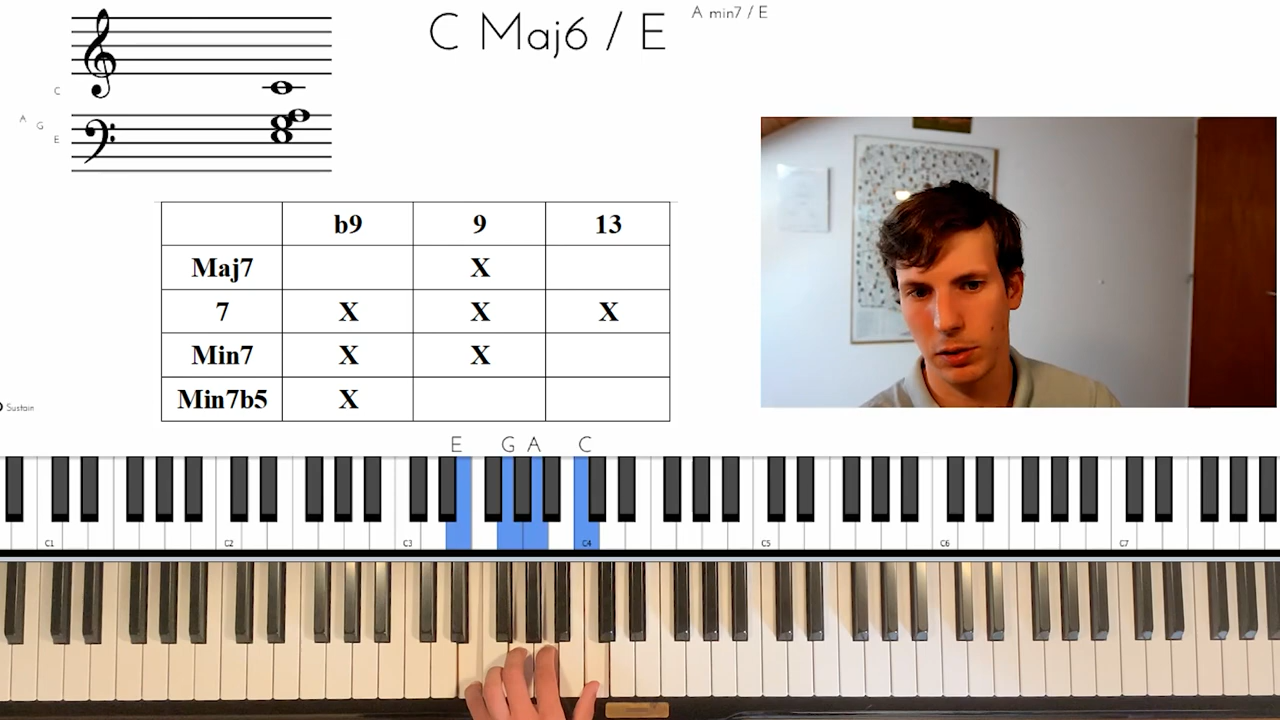 C Maj6 / E
A min7 / E
C
A
G
E
b9 9 13
Maj7 X
7 X X X
Min7 X X
Min7b5 X
Sustain
E G A C
C1 C2 C3 C4 C5 C6 C7